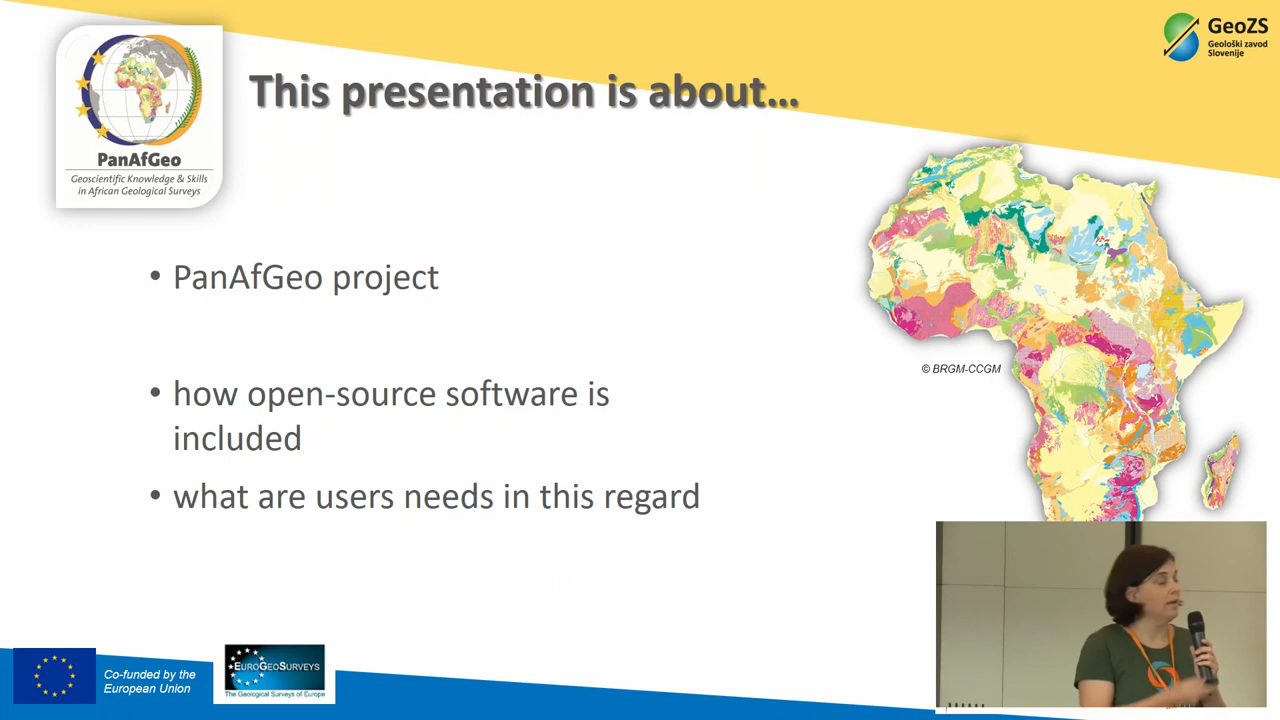 GeoZS
Geološki zavod
Slovenije
This presentation is about...
PanAfGeo
Geoscientific Knowledge & Skills
in African Geological Surveys
• PanAfGeo project
© BRGM-CCGM
• how open-source software is
included
• what are users needs in this regard
Co-funded by the
European Union
EuroGeoSurveys
The Geological Surveys of Europe